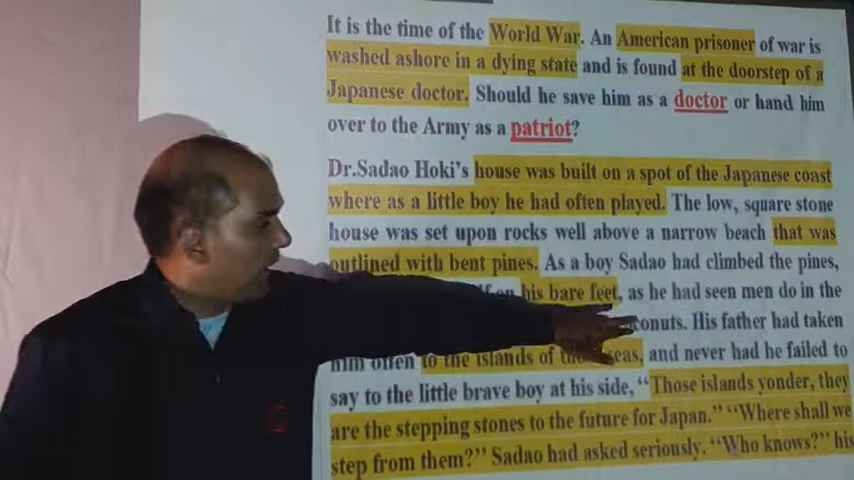 It is the time of the World War. An American prisoner of war is
washed ashore in a dying state and is found at the doorstep of a
Japanese doctor. Should he save him as a doctor or hand him
over to the Army as a patriot?
Dr.Sadao Hoki's house was built on a spot of the Japanese coast
where as a little boy he had often played. The low, square stone
house was set upon rocks well above a narrow beach that was
outlined with bent pines. As a boy Sadao had climbed the pines,
on his bare feet, as he had seen men do in the
His father had taken
him often to the islands of the seas, and never had he failed to
say to the little brave boy at his side, “Those islands yonder, they
are the stepping stones to the future for Japan.” “Where shall we
step from them?” Sadao had asked seriously. “Who knows?” his